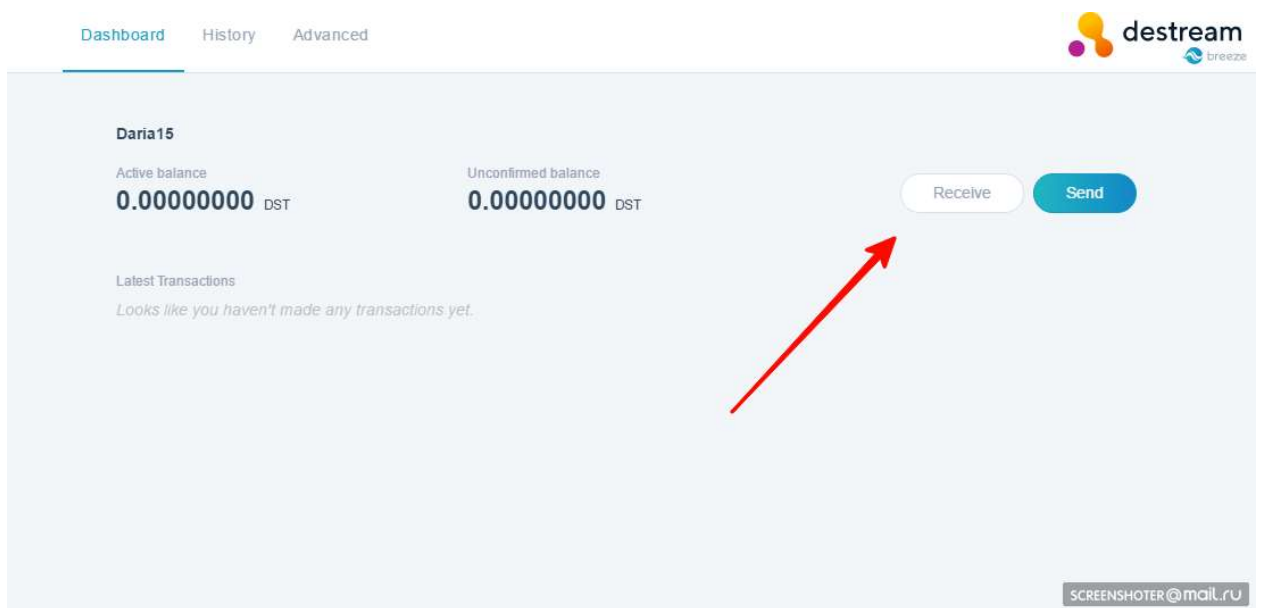 Dashboard History Advanced
destream
breeze
Daria15
Active balance Unconfirmed balance
0.00000000 DST 0.00000000 DST
Receive Send
Latest Transactions
Looks like you haven't made any transactions yet.
SCREENSHOTER@mail.ru